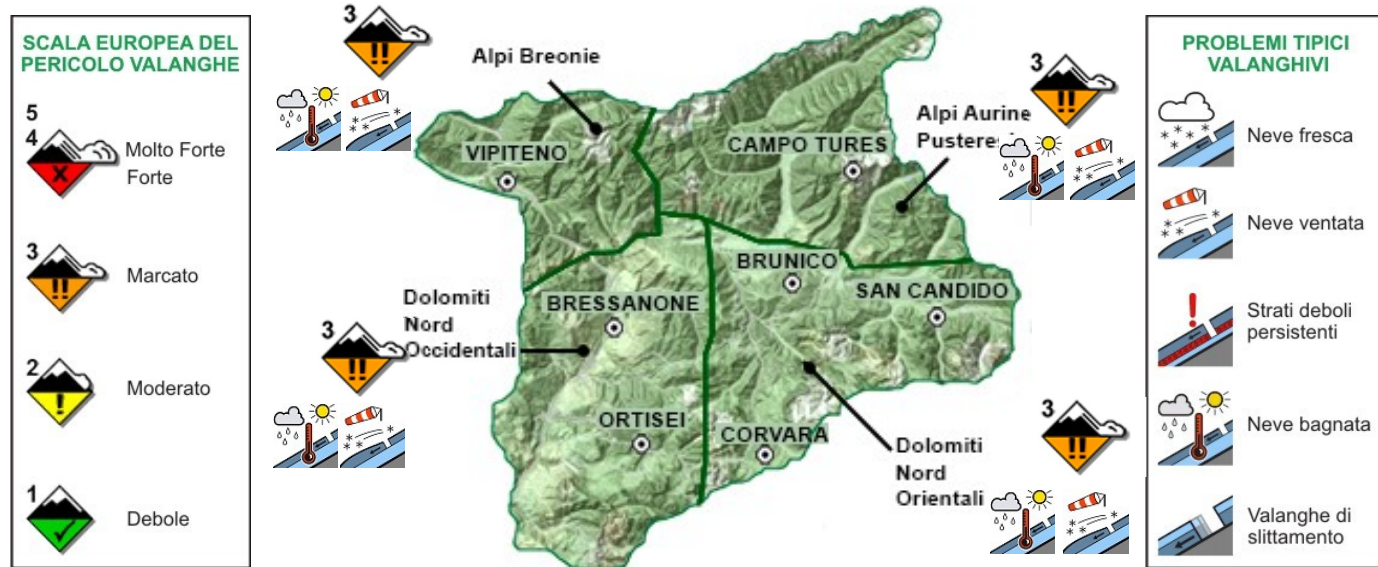 SCALA EUROPEA DEL
PERICOLO VALANGHE
5
4
Molto Forte
Forte
3
Marcato
2
Moderato
1
Debole
3
Alpi Breonie
VIPITENO
CAMPO TURES
Alpi Aurine
3
BRUNICO
SAN CANDIDO
BRESSANONE
Dolomiti
Nord
Occidentali
3
ORTISEI
CORVARA
Dolomiti
Nord
Orientali
3
PROBLEMI TIPICI
VALANGHIVI
Neve fresca
Neve ventata
Strati deboli
persistenti
Neve bagnata
Valanghe di
slittamento